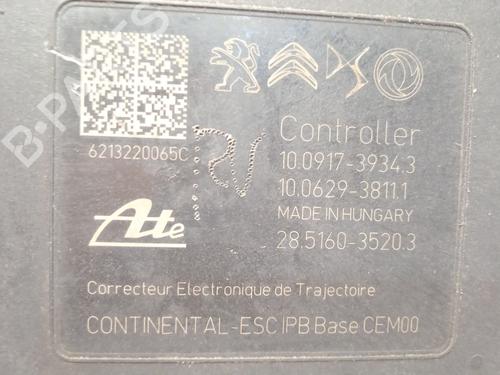 B-PARTS
6213220065C
RV
Controller
10.0917-3934.3
10.0629-3811.1
MADE IN HUNGARY
28.5160-3520.3
Ate
Correcteur Electronique de Trajectoire
CONTINENTAL-ESC IPB Base CEM00